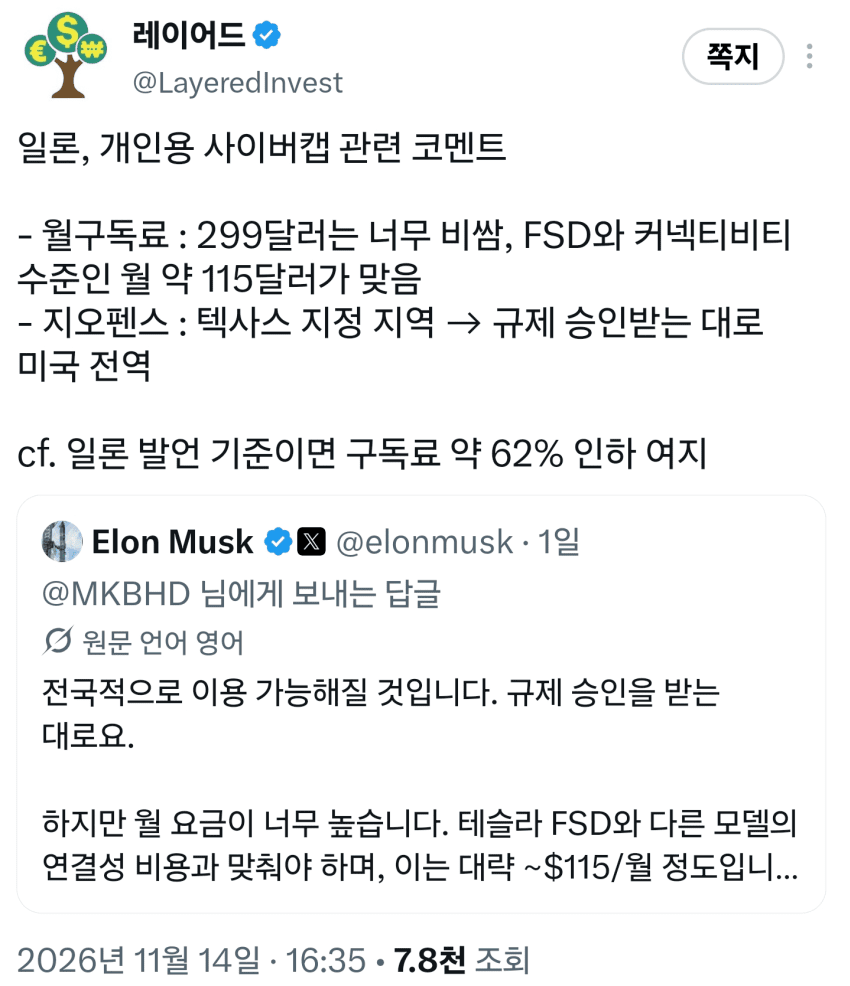 레이어드
@LayeredInvest
쪽지
일론, 개인용 사이버캡 관련 코멘트
- 월구독료 : 299달러는 너무 비쌈, FSD와 커넥티비티
수준인 월 약 115달러가 맞음
- 지오펜스 : 텍사스 지정 지역 → 규제 승인받는 대로
미국 전역
cf. 일론 발언 기준이면 구독료 약 62% 인하 여지
Elon Musk @elonmusk · 1일
@MKBHD 님에게 보내는 답글
원문 언어 영어
전국적으로 이용 가능해질 것입니다. 규제 승인을 받는
대로요.
하지만 월 요금이 너무 높습니다. 테슬라 FSD와 다른 모델의
연결성 비용과 맞춰야 하며, 이는 대략 ~$115/월 정도입니...
2026년 11월 14일 · 16:35 • 7.8천 조회